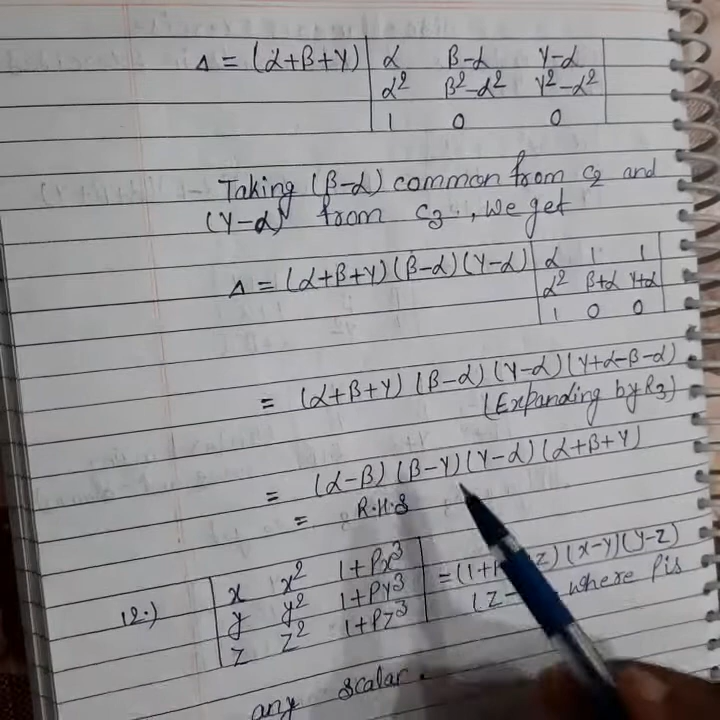 Δ = (α+β+γ) | α β-α γ-α |
| α² β²-α² γ²-α² |
| 1 0 0 |
Taking (β-α) common from C2 and
(γ-α) from C3., we get
Δ = (α+β+γ)(β-α)(γ-α) | α 1 1 |
| α² β+α γ+α |
| 1 0 0 |
= (α+β+γ) (β-α) (γ-α) (γ+α-β-α)
(Expanding by R3)
= (α-β) (β-γ) (γ-α) (α+β+γ)
= R.H.S
12.) | x x² 1+Px³ | = (1+ z) (x-y) (y-z)
| y y² 1+Py³ | (z- where P is
| z z² 1+Pz³ |
any scalar.